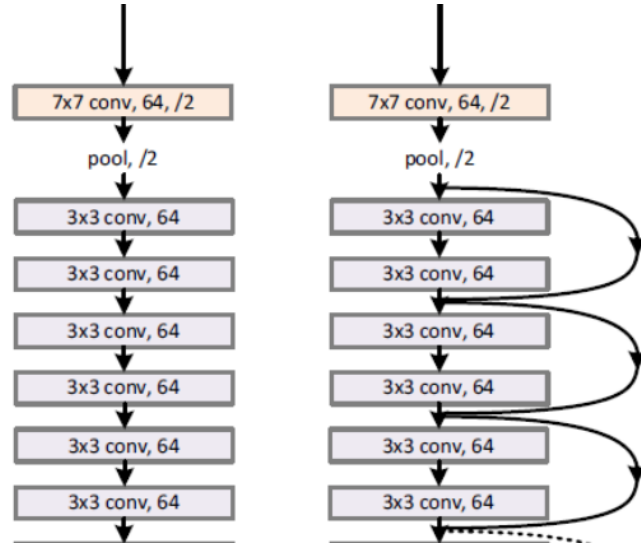 7x7 conv, 64, /2
pool, /2
3x3 conv, 64
3x3 conv, 64
3x3 conv, 64
3x3 conv, 64
3x3 conv, 64
3x3 conv, 64
7x7 conv, 64, /2
pool, /2
3x3 conv, 64
3x3 conv, 64
3x3 conv, 64
3x3 conv, 64
3x3 conv, 64
3x3 conv, 64